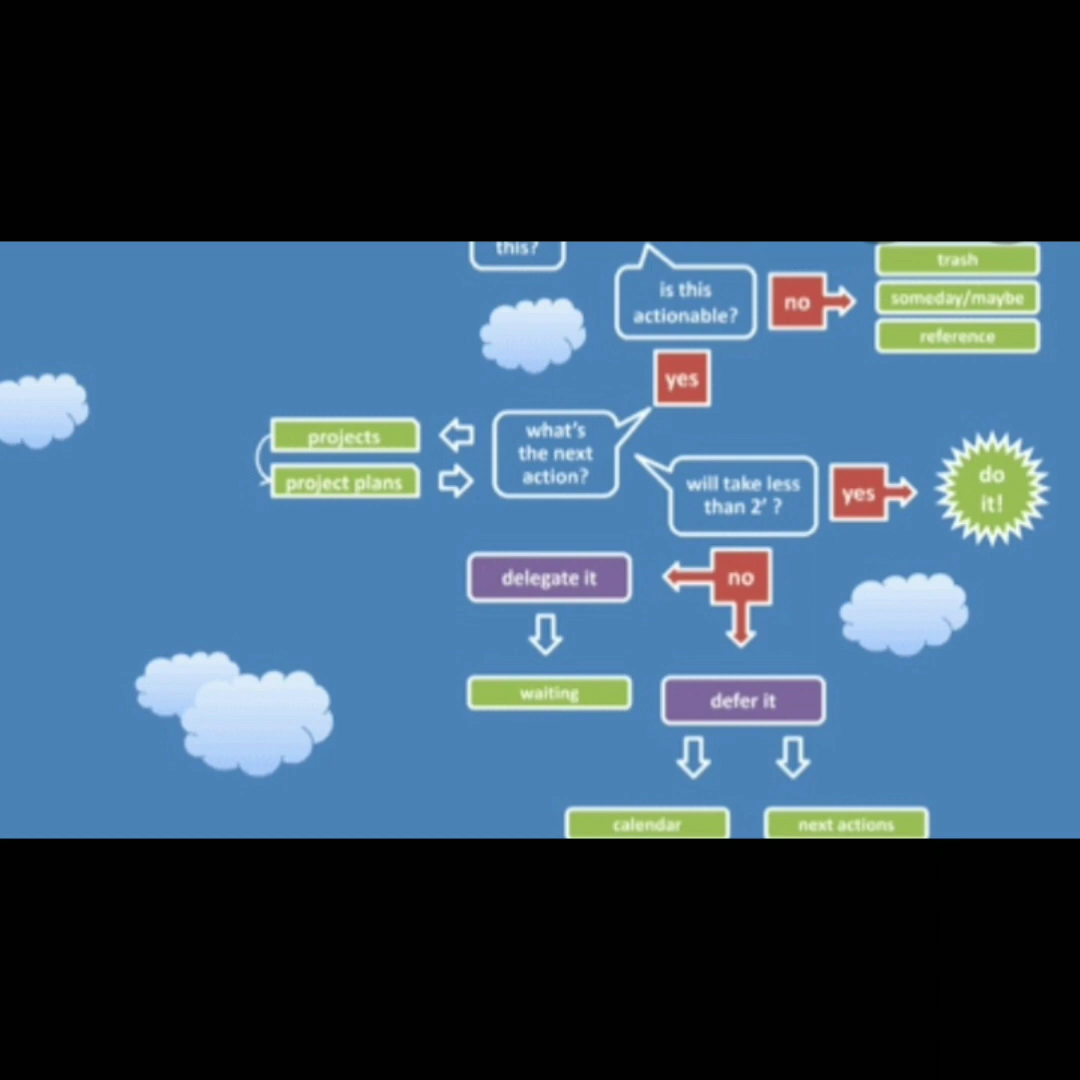 this?
is this
actionable?
no
trash
someday/maybe
reference
yes
projects
project plans
what's
the next
action?
will take less
than 2' ?
yes
do
it!
delegate it
no
waiting
defer it
calendar
next actions